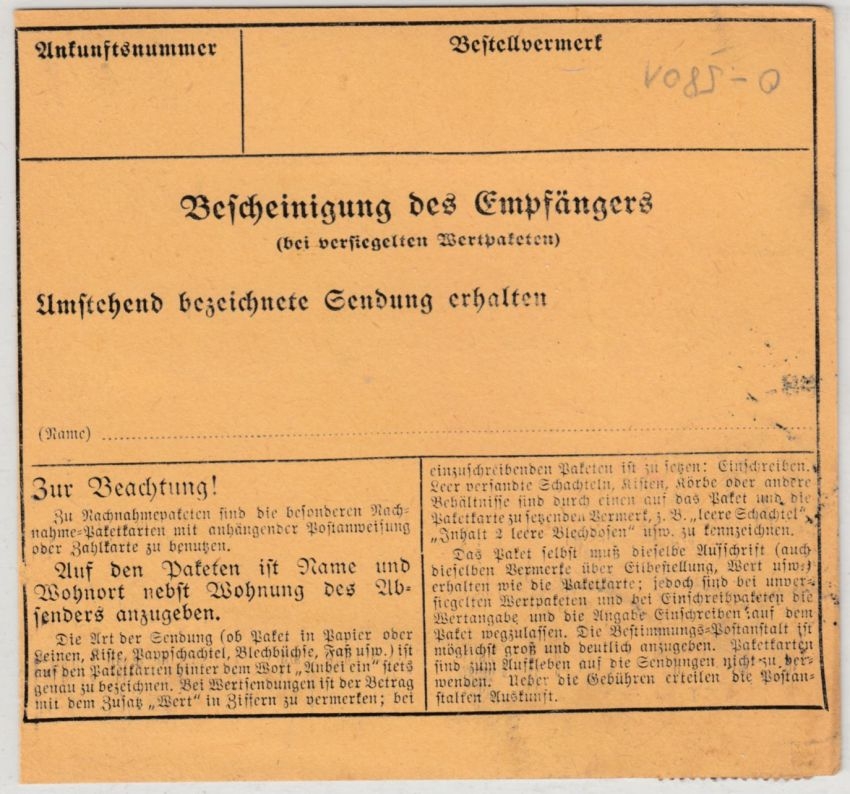 Ankunftsnummer
Bestellvermerk
Bescheinigung des Empfängers
(bei versiegelten Wertpaketen)
Umstehend bezeichnete Sendung erhalten
(Name)
Zur Beachtung!
Zu Nachnahmepaketen sind die besonderen Nach-
nahme-Paketkarten mit anhängender Postanweisung
oder Zahlkarte zu benutzen.
Auf den Paketen ist Name und
Wohnort nebst Wohnung des Ab-
senders anzugeben.
Die Art der Sendung (ob Paket in Papier oder
Leinen, Kiste, Pappschachtel, Blechbüchse, Faß usw.) ist
auf den Paketkarten hinter dem Wort „Anbei ein“ stets
genau zu bezeichnen. Bei Wertsendungen ist der Betrag
mit dem Zusatz „Wert“ in Ziffern zu vermerken; bei
einzuschreibenden Paketen ist zu setzen: Einschreiben.
Leer versandte Schachteln, Kisten, Körbe oder andere
Behältnisse sind durch einen auf das Paket und die
Paketkarte zu setzenden Vermerk, z. B. „leere Schachtel“,
„Inhalt 2 leere Blechdosen“ usw. zu kennzeichnen.
Das Paket selbst muß dieselbe Aufschrift (auch
dieselben Vermerke über Eilbestellung, Wert usw.)
erhalten wie die Paketkarte; jedoch sind bei unver-
siegelten Wertpaketen und bei Einschreibpaketen die
Wertangabe und die Angabe Einschreiben auf dem
Paket wegzulassen. Die Bestimmungs-Postanstalt ist
möglichst groß und deutlich anzugeben. Paketkarten
sind zum Aufkleben auf die Sendungen nicht zu ver-
wenden. Ueber die Gebühren erteilen die Postan-
stalten Auskunft.